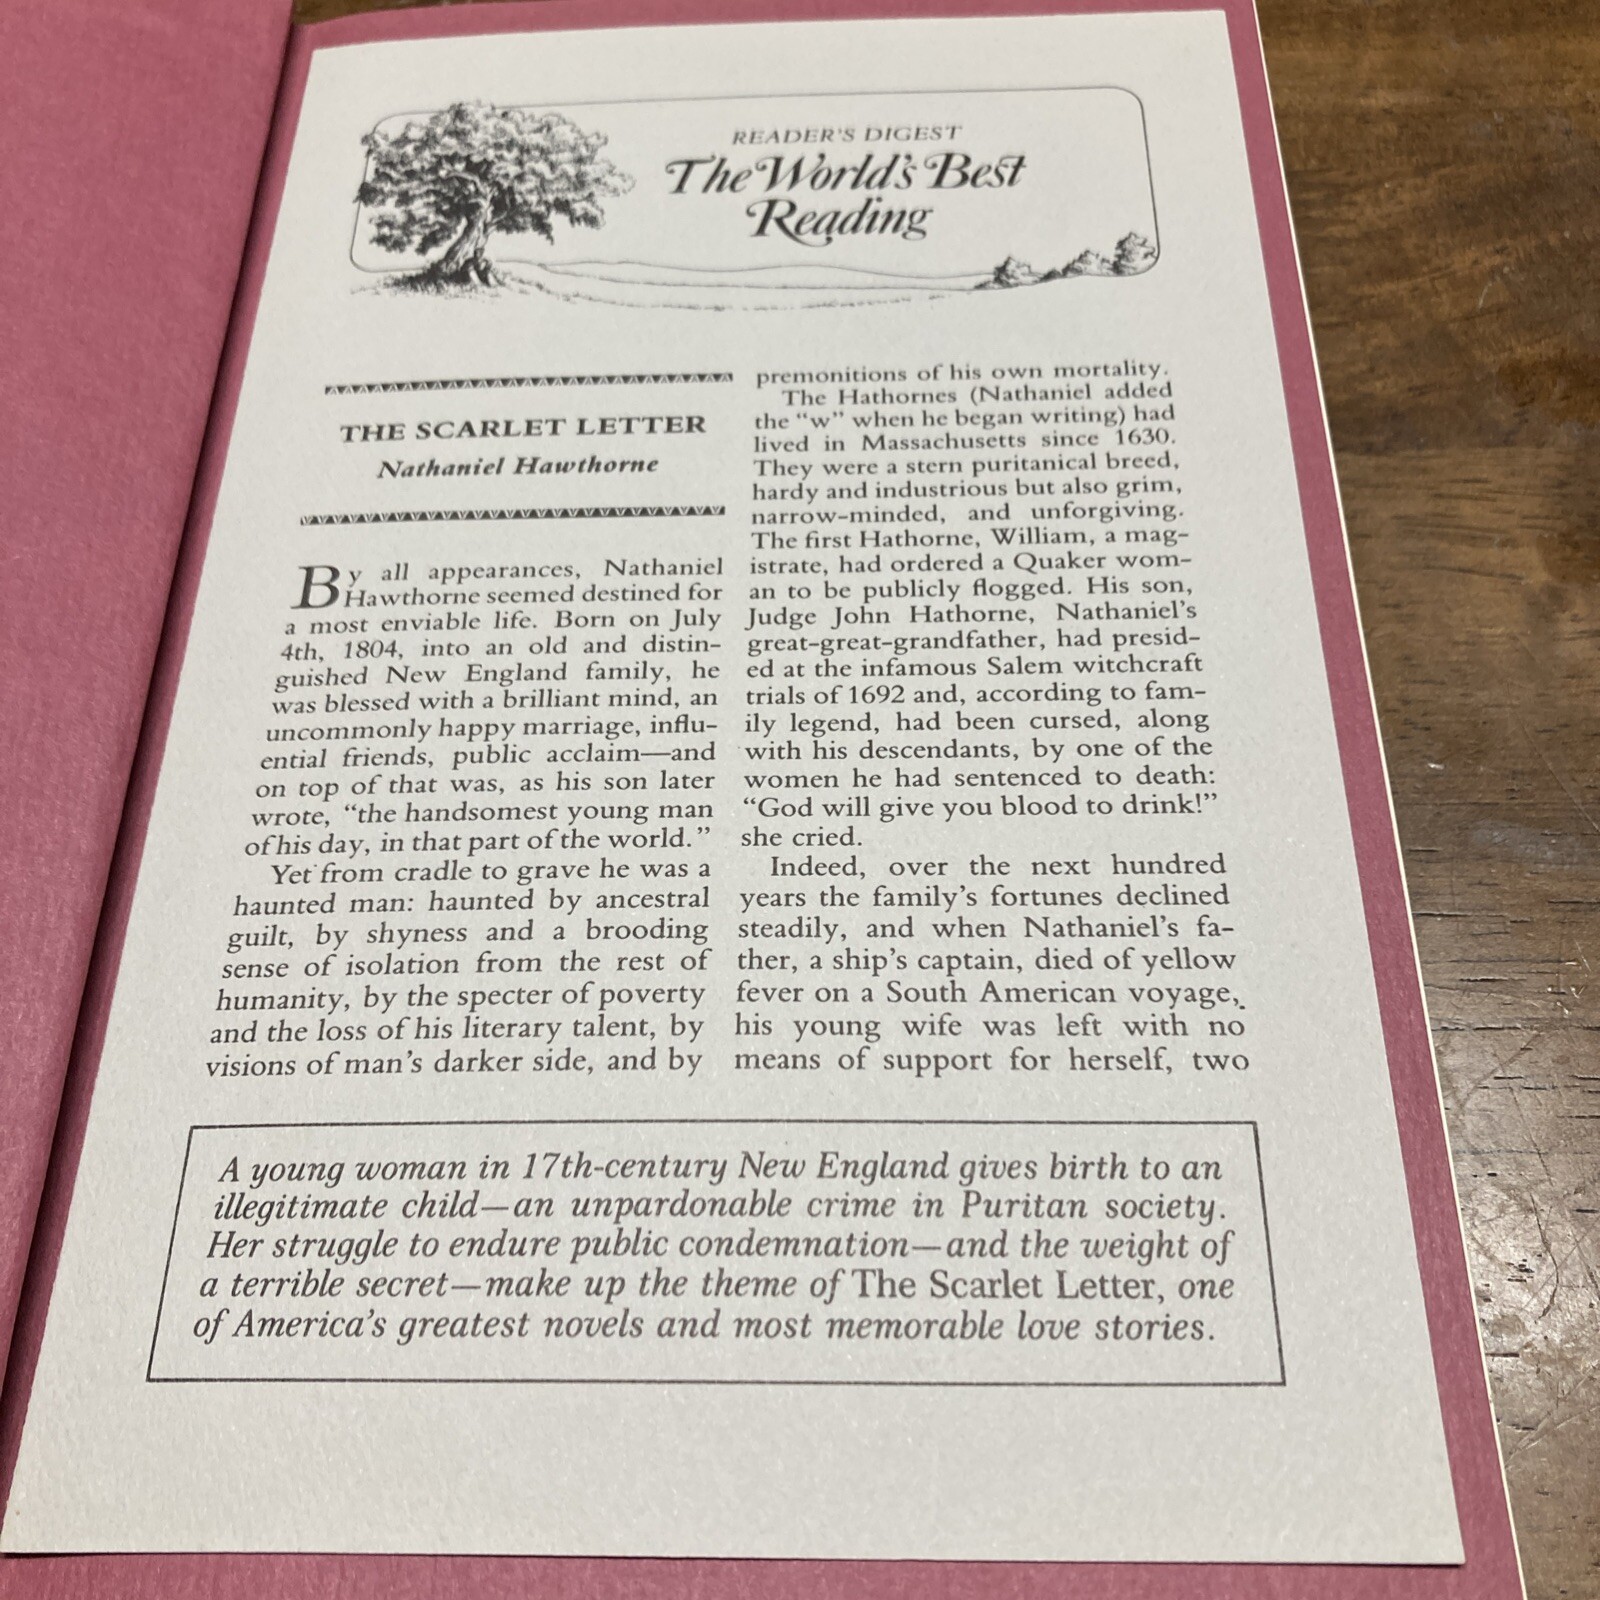 READER'S DIGEST
The World's Best
Reading
THE SCARLET LETTER
Nathaniel Hawthorne
By all appearances, Nathaniel
Hawthorne seemed destined for
a most enviable life. Born on July
4th, 1804, into an old and distin-
guished New England family, he
was blessed with a brilliant mind, an
uncommonly happy marriage, influ-
ential friends, public acclaim—and
on top of that was, as his son later
wrote, “the handsomest young man
of his day, in that part of the world.”
Yet from cradle to grave he was a
haunted man: haunted by ancestral
guilt, by shyness and a brooding
sense of isolation from the rest of
humanity, by the specter of poverty
and the loss of his literary talent, by
visions of man's darker side, and by
premonitions of his own mortality.
The Hathornes (Nathaniel added
the “w” when he began writing) had
lived in Massachusetts since 1630.
They were a stern puritanical breed,
hardy and industrious but also grim,
narrow-minded, and unforgiving.
The first Hathorne, William, a mag-
istrate, had ordered a Quaker wom-
an to be publicly flogged. His son,
Judge John Hathorne, Nathaniel's
great-great-grandfather, had presid-
ed at the infamous Salem witchcraft
trials of 1692 and, according to fam-
ily legend, had been cursed, along
with his descendants, by one of the
women he had sentenced to death:
“God will give you blood to drink!”
she cried.
Indeed, over the next hundred
years the family's fortunes declined
steadily, and when Nathaniel's fa-
ther, a ship's captain, died of yellow
fever on a South American voyage,
his young wife was left with no
means of support for herself, two
A young woman in 17th-century New England gives birth to an
illegitimate child—an unpardonable crime in Puritan society.
Her struggle to endure public condemnation—and the weight of
a terrible secret—make up the theme of The Scarlet Letter, one
of America's greatest novels and most memorable love stories.